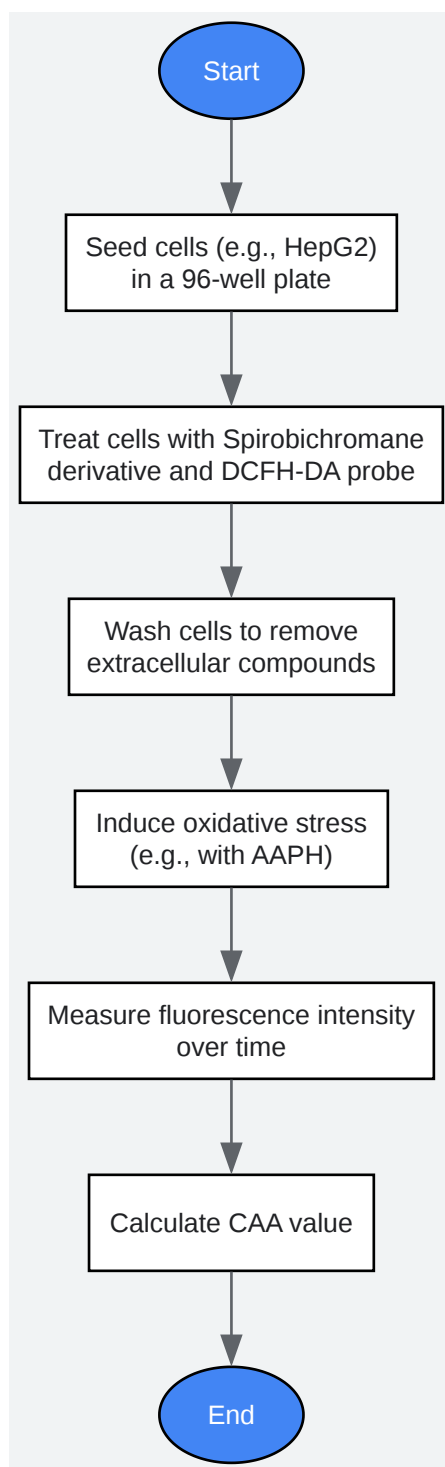 Start
Seed cells (e.g., HepG2)
in a 96-well plate
Treat cells with Spirobichromane
derivative and DCFH-DA probe
Wash cells to remove
extracellular compounds
Induce oxidative stress
(e.g., with AAPH)
Measure fluorescence intensity
over time
Calculate CAA value
End